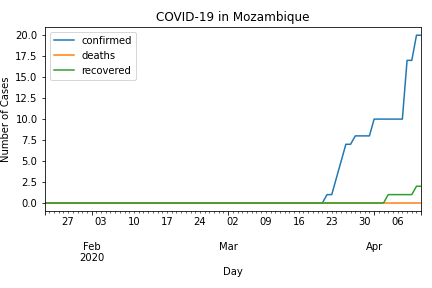 COVID-19 in Mozambique
confirmed
deaths
recovered
Number of Cases
20.0
17.5
15.0
12.5
10.0
7.5
5.0
2.5
0.0
27 03 10 17 24 02 09 16 23 30 06
Feb Mar Apr
2020
Day